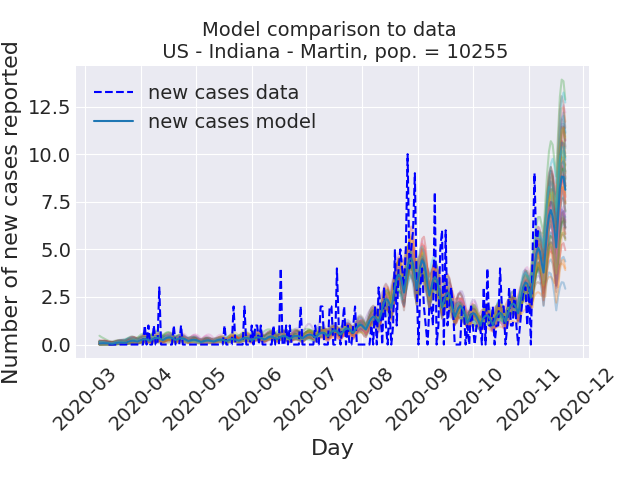 Model comparison to data
US - Indiana - Martin, pop. = 10255
Number of new cases reported
12.5
10.0
7.5
5.0
2.5
0.0
new cases data
new cases model
2020-03
2020-04
2020-05
2020-06
2020-07
2020-08
2020-09
2020-10
2020-11
2020-12
Day